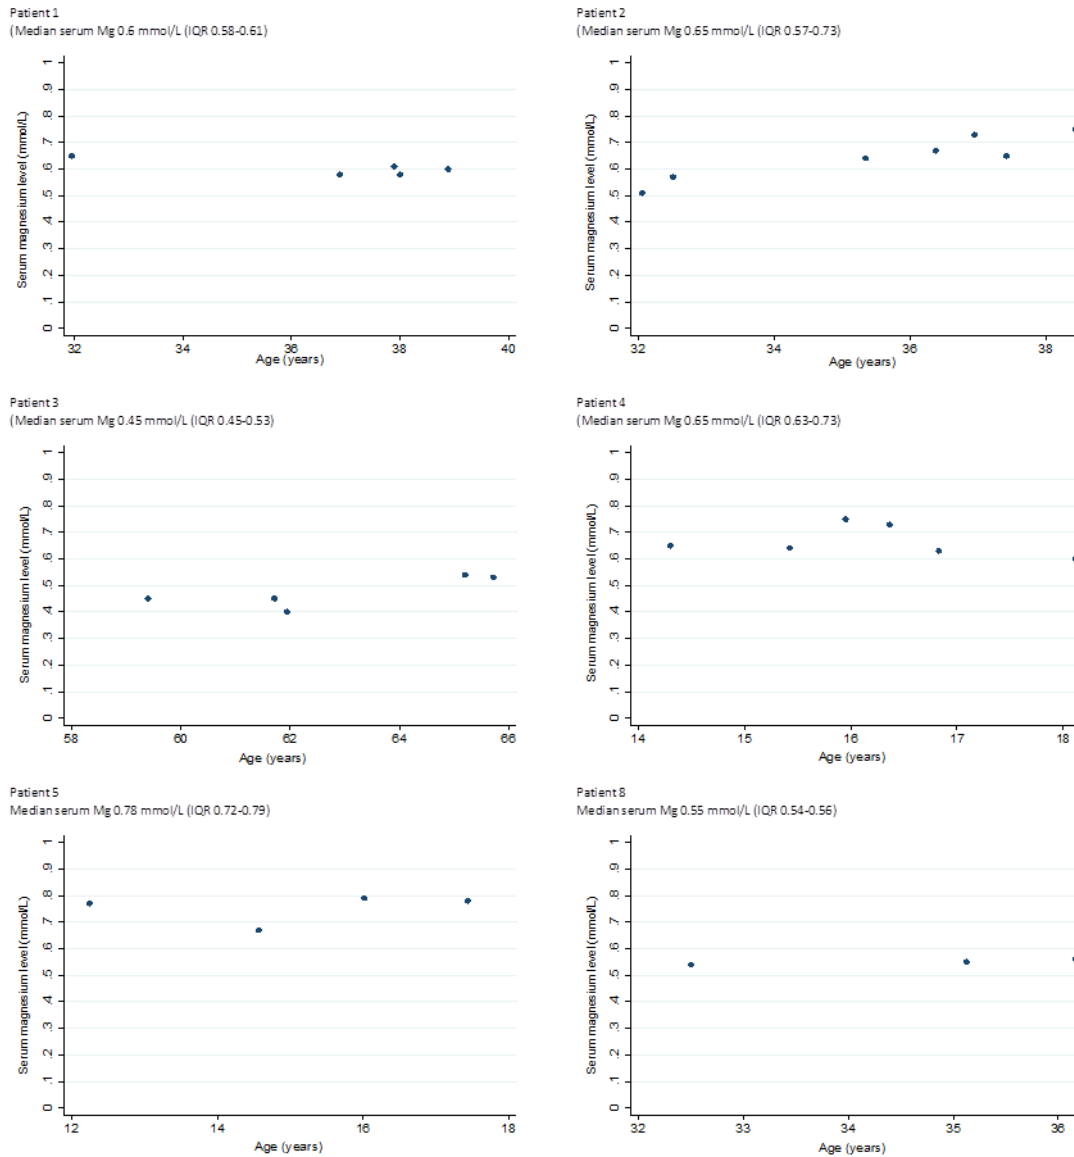 Patient 1
(Median serum Mg 0.6 mmol/L (IQR 0.58-0.61)
Serum magnesium level (mmol/L)
1
.9
.8
.7
.6
.5
.4
.3
.2
.1
0
32 34 36 38 40
Age (years)
Patient 2
(Median serum Mg 0.65 mmol/L (IQR 0.57-0.73)
Serum magnesium level (mmol/L)
1
.9
.8
.7
.6
.5
.4
.3
.2
.1
0
32 34 36 38
Age (years)
Patient 3
(Median serum Mg 0.45 mmol/L (IQR 0.45-0.53)
Serum magnesium level (mmol/L)
1
.9
.8
.7
.6
.5
.4
.3
.2
.1
0
58 60 62 64 66
Age (years)
Patient 4
(Median serum Mg 0.65 mmol/L (IQR 0.63-0.73)
Serum magnesium level (mmol/L)
1
.9
.8
.7
.6
.5
.4
.3
.2
.1
0
14 15 16 17 18
Age (years)
Patient 5
Median serum Mg 0.78 mmol/L (IQR 0.72-0.79)
Serum magnesium level (mmol/L)
1
.9
.8
.7
.6
.5
.4
.3
.2
.1
0
12 14 16 18
Age (years)
Patient 8
Median serum Mg 0.55 mmol/L (IQR 0.54-0.56)
Serum magnesium level (mmol/L)
1
.9
.8
.7
.6
.5
.4
.3
.2
.1
0
32 33 34 35 36
Age (years)